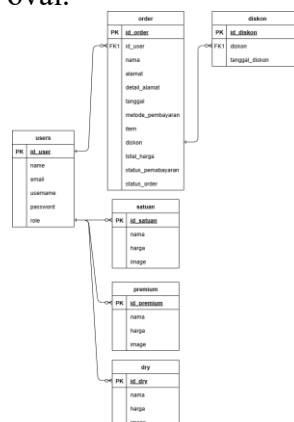 oval.
order
PK id_order
FK1 id_user
nama
alamat
detail_alamat
tanggal
metode_pembayaran
item
diskon
total_harga
status_pemabayaran
status_order
diskon
PK id_diskon
FK1 diskon
tanggal_diskon
users
PK id_user
name
email
username
password
role
satuan
PK id_satuan
nama
harga
image
premium
PK id_premium
nama
harga
image
dry
PK id_dry
nama
harga
image